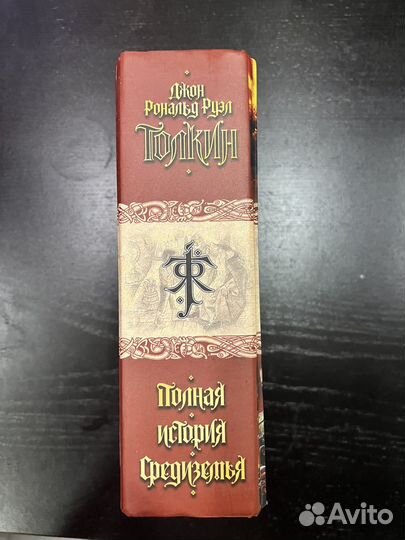 Джон
Рональд Руэл
Толкин
Полная
история
Средиземья
Avito